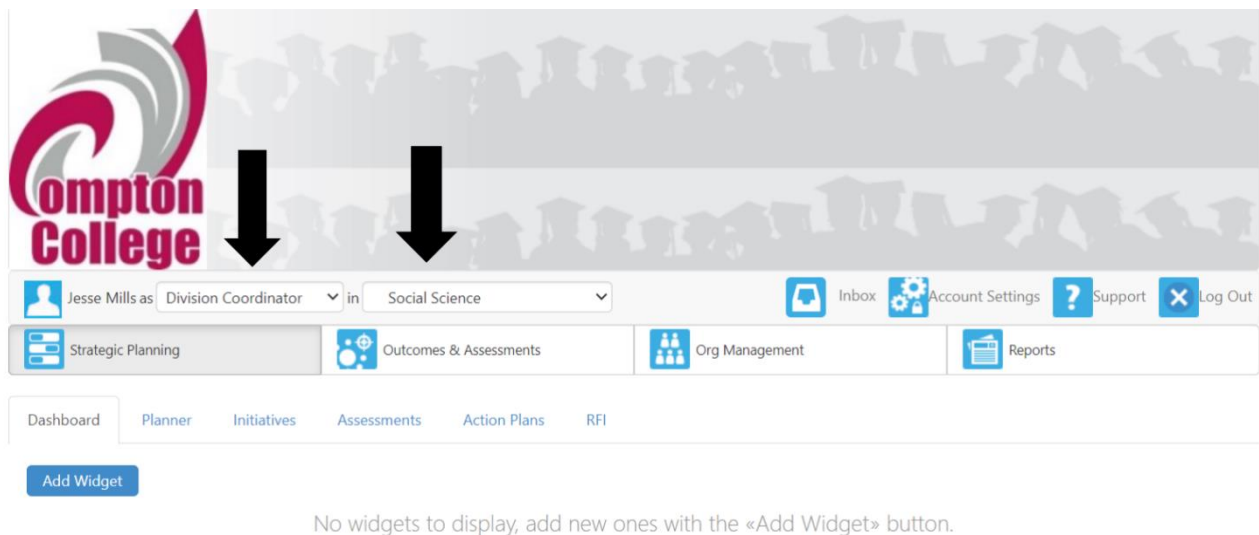 Compton
College
Jesse Mills as Division Coordinator in Social Science Inbox Account Settings ? Support Log Out
Strategic Planning Outcomes & Assessments Org Management Reports
Dashboard Planner Initiatives Assessments Action Plans RFI
Add Widget
No widgets to display, add new ones with the «Add Widget» button.